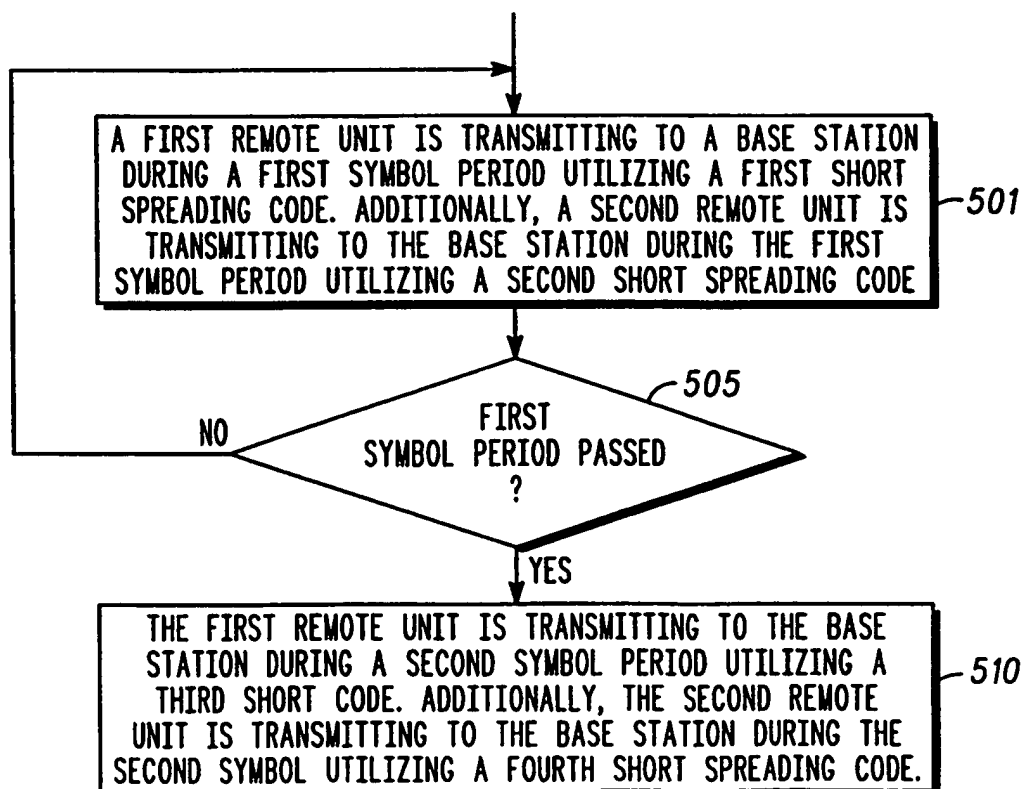 A FIRST REMOTE UNIT IS TRANSMITTING TO A BASE STATION
DURING A FIRST SYMBOL PERIOD UTILIZING A FIRST SHORT
SPREADING CODE. ADDITIONALLY, A SECOND REMOTE UNIT IS
TRANSMITTING TO THE BASE STATION DURING THE FIRST
SYMBOL PERIOD UTILIZING A SECOND SHORT SPREADING CODE
501
505
FIRST
SYMBOL PERIOD PASSED
?
NO
YES
THE FIRST REMOTE UNIT IS TRANSMITTING TO THE BASE
STATION DURING A SECOND SYMBOL PERIOD UTILIZING A
THIRD SHORT CODE. ADDITIONALLY, THE SECOND REMOTE
UNIT IS TRANSMITTING TO THE BASE STATION DURING THE
SECOND SYMBOL UTILIZING A FOURTH SHORT SPREADING CODE.
510